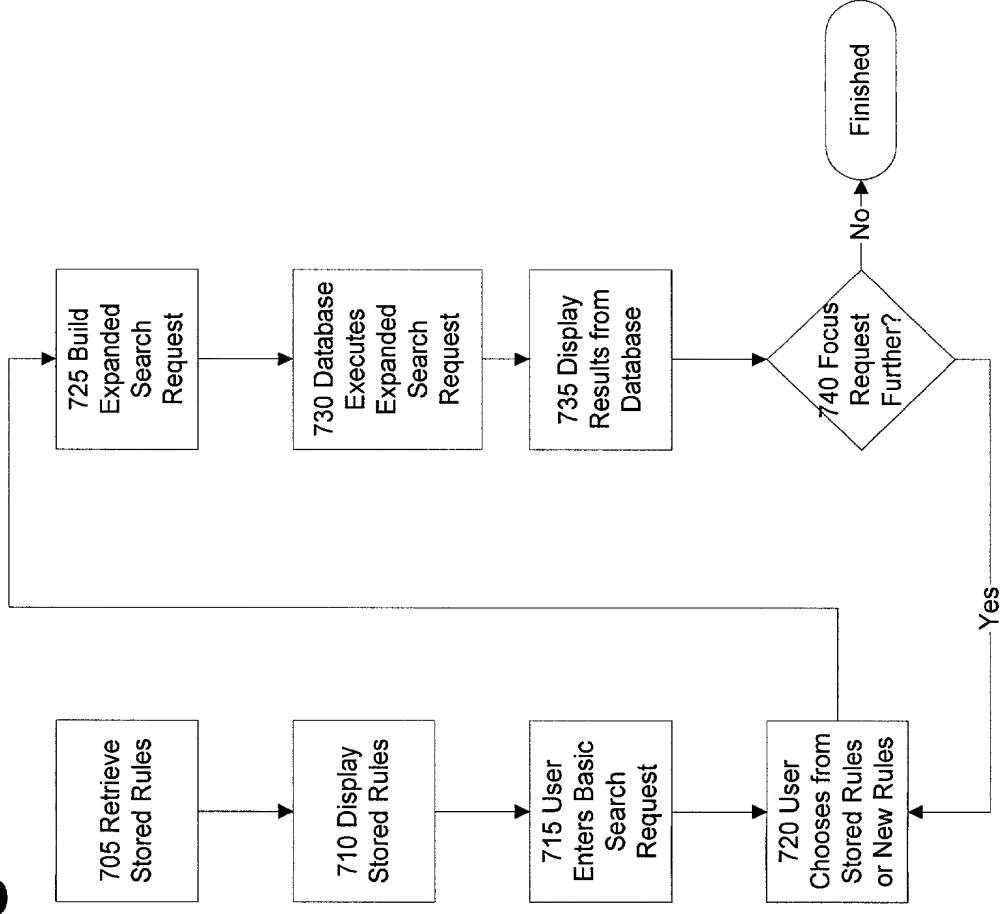 705 Retrieve
Stored Rules
710 Display
Stored Rules
715 User
Enters Basic
Search
Request
720 User
Chooses from
Stored Rules
or New Rules
725 Build
Expanded
Search
Request
730 Database
Executes
Expanded
Search
Request
735 Display
Results from
Database
740 Focus
Request
Further?
No
Finished
Yes